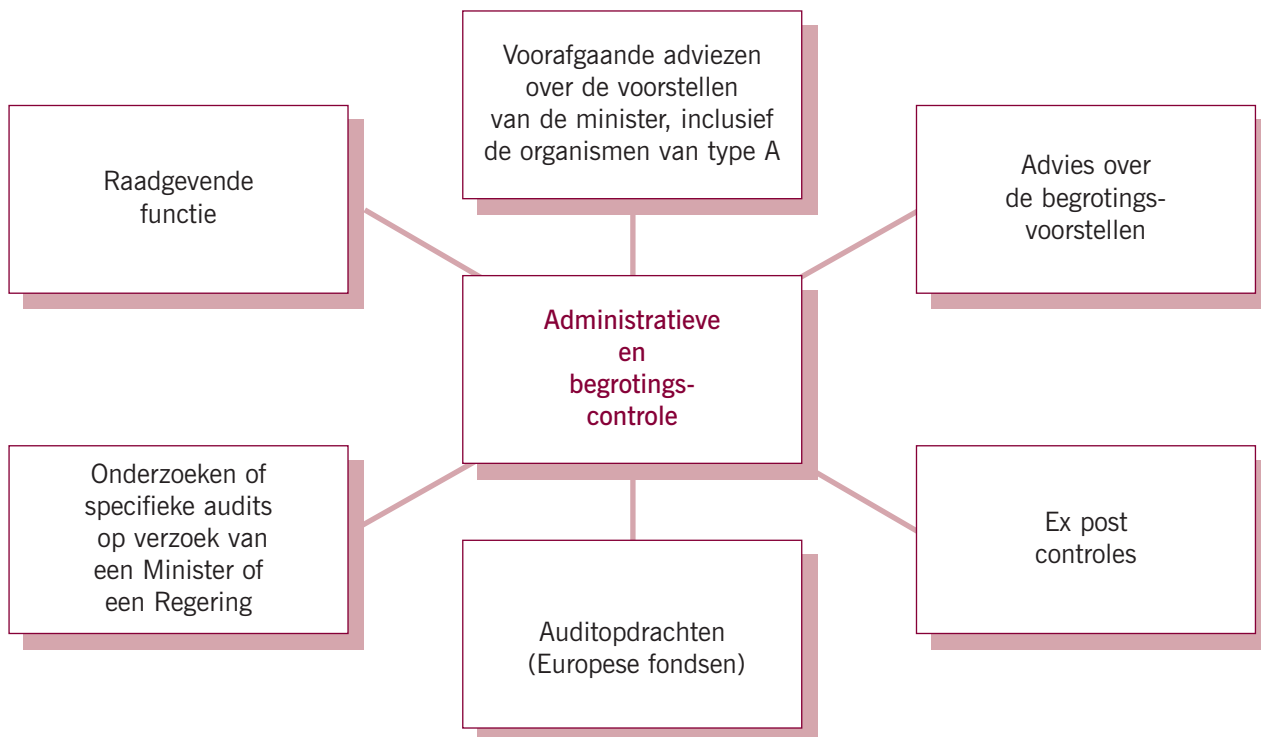 Voorafgaande adviezen
over de voorstellen
van de minister, inclusief
de organismen van type A
Raadgevende
functie
Advies over
de begrotings-
voorstellen
Administratieve
en
begrotings-
controle
Onderzoeken of
specifieke audits
op verzoek van
een Minister of
een Regering
Ex post
controles
Auditopdrachten
(Europese fondsen)